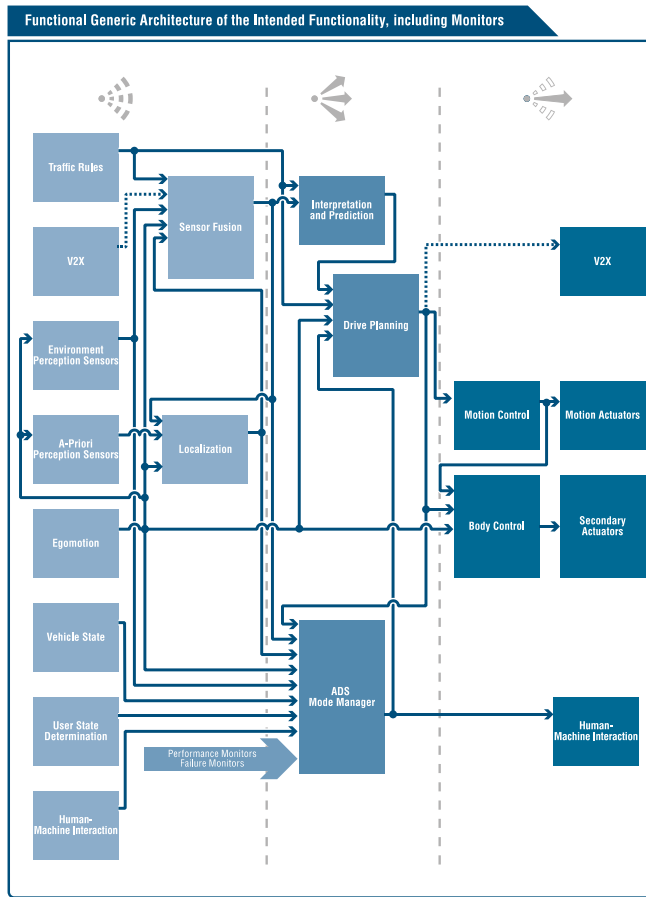 Functional Generic Architecture of the Intended Functionality, including Monitors
Traffic Rules
V2X
Environment
Perception Sensors
A-Priori
Perception Sensors
Egomotion
Vehicle State
User State
Determination
Human-
Machine Interaction
Sensor Fusion
Localization
Performance Monitors
Failure Monitors
Interpretation
and Prediction
Drive Planning
ADS
Mode Manager
V2X
Motion Control
Motion Actuators
Body Control
Secondary
Actuators
Human-
Machine Interaction